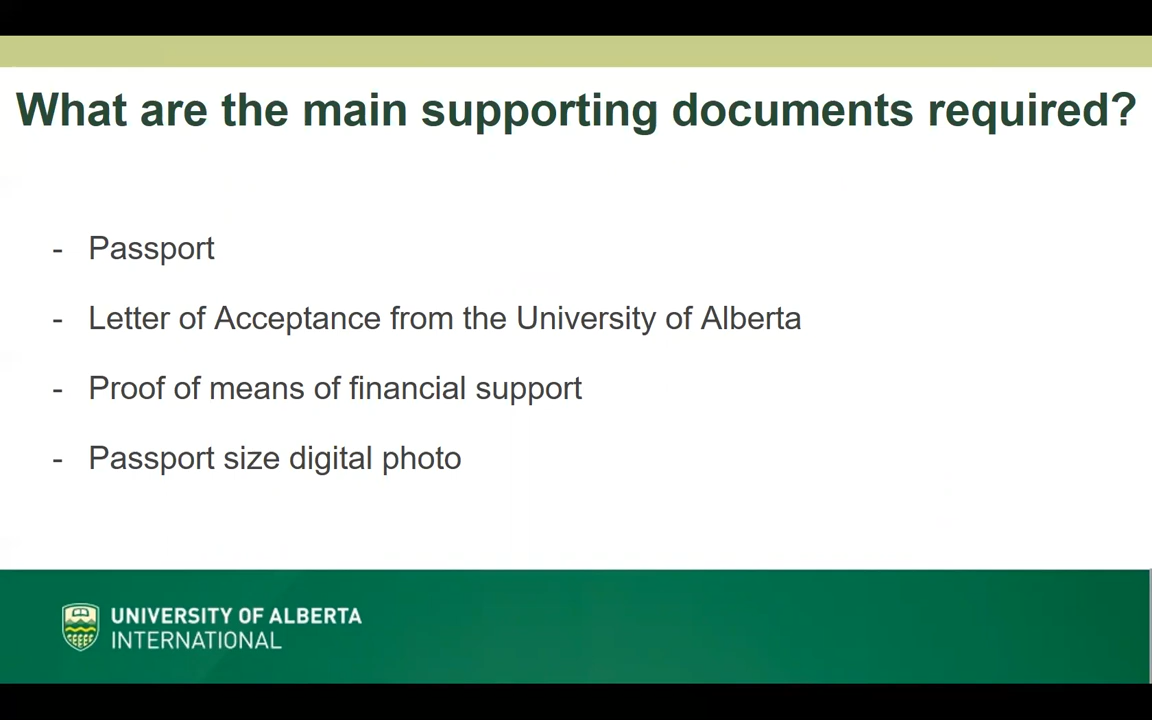 What are the main supporting documents required?
- Passport
- Letter of Acceptance from the University of Alberta
- Proof of means of financial support
- Passport size digital photo
UNIVERSITY OF ALBERTA
INTERNATIONAL